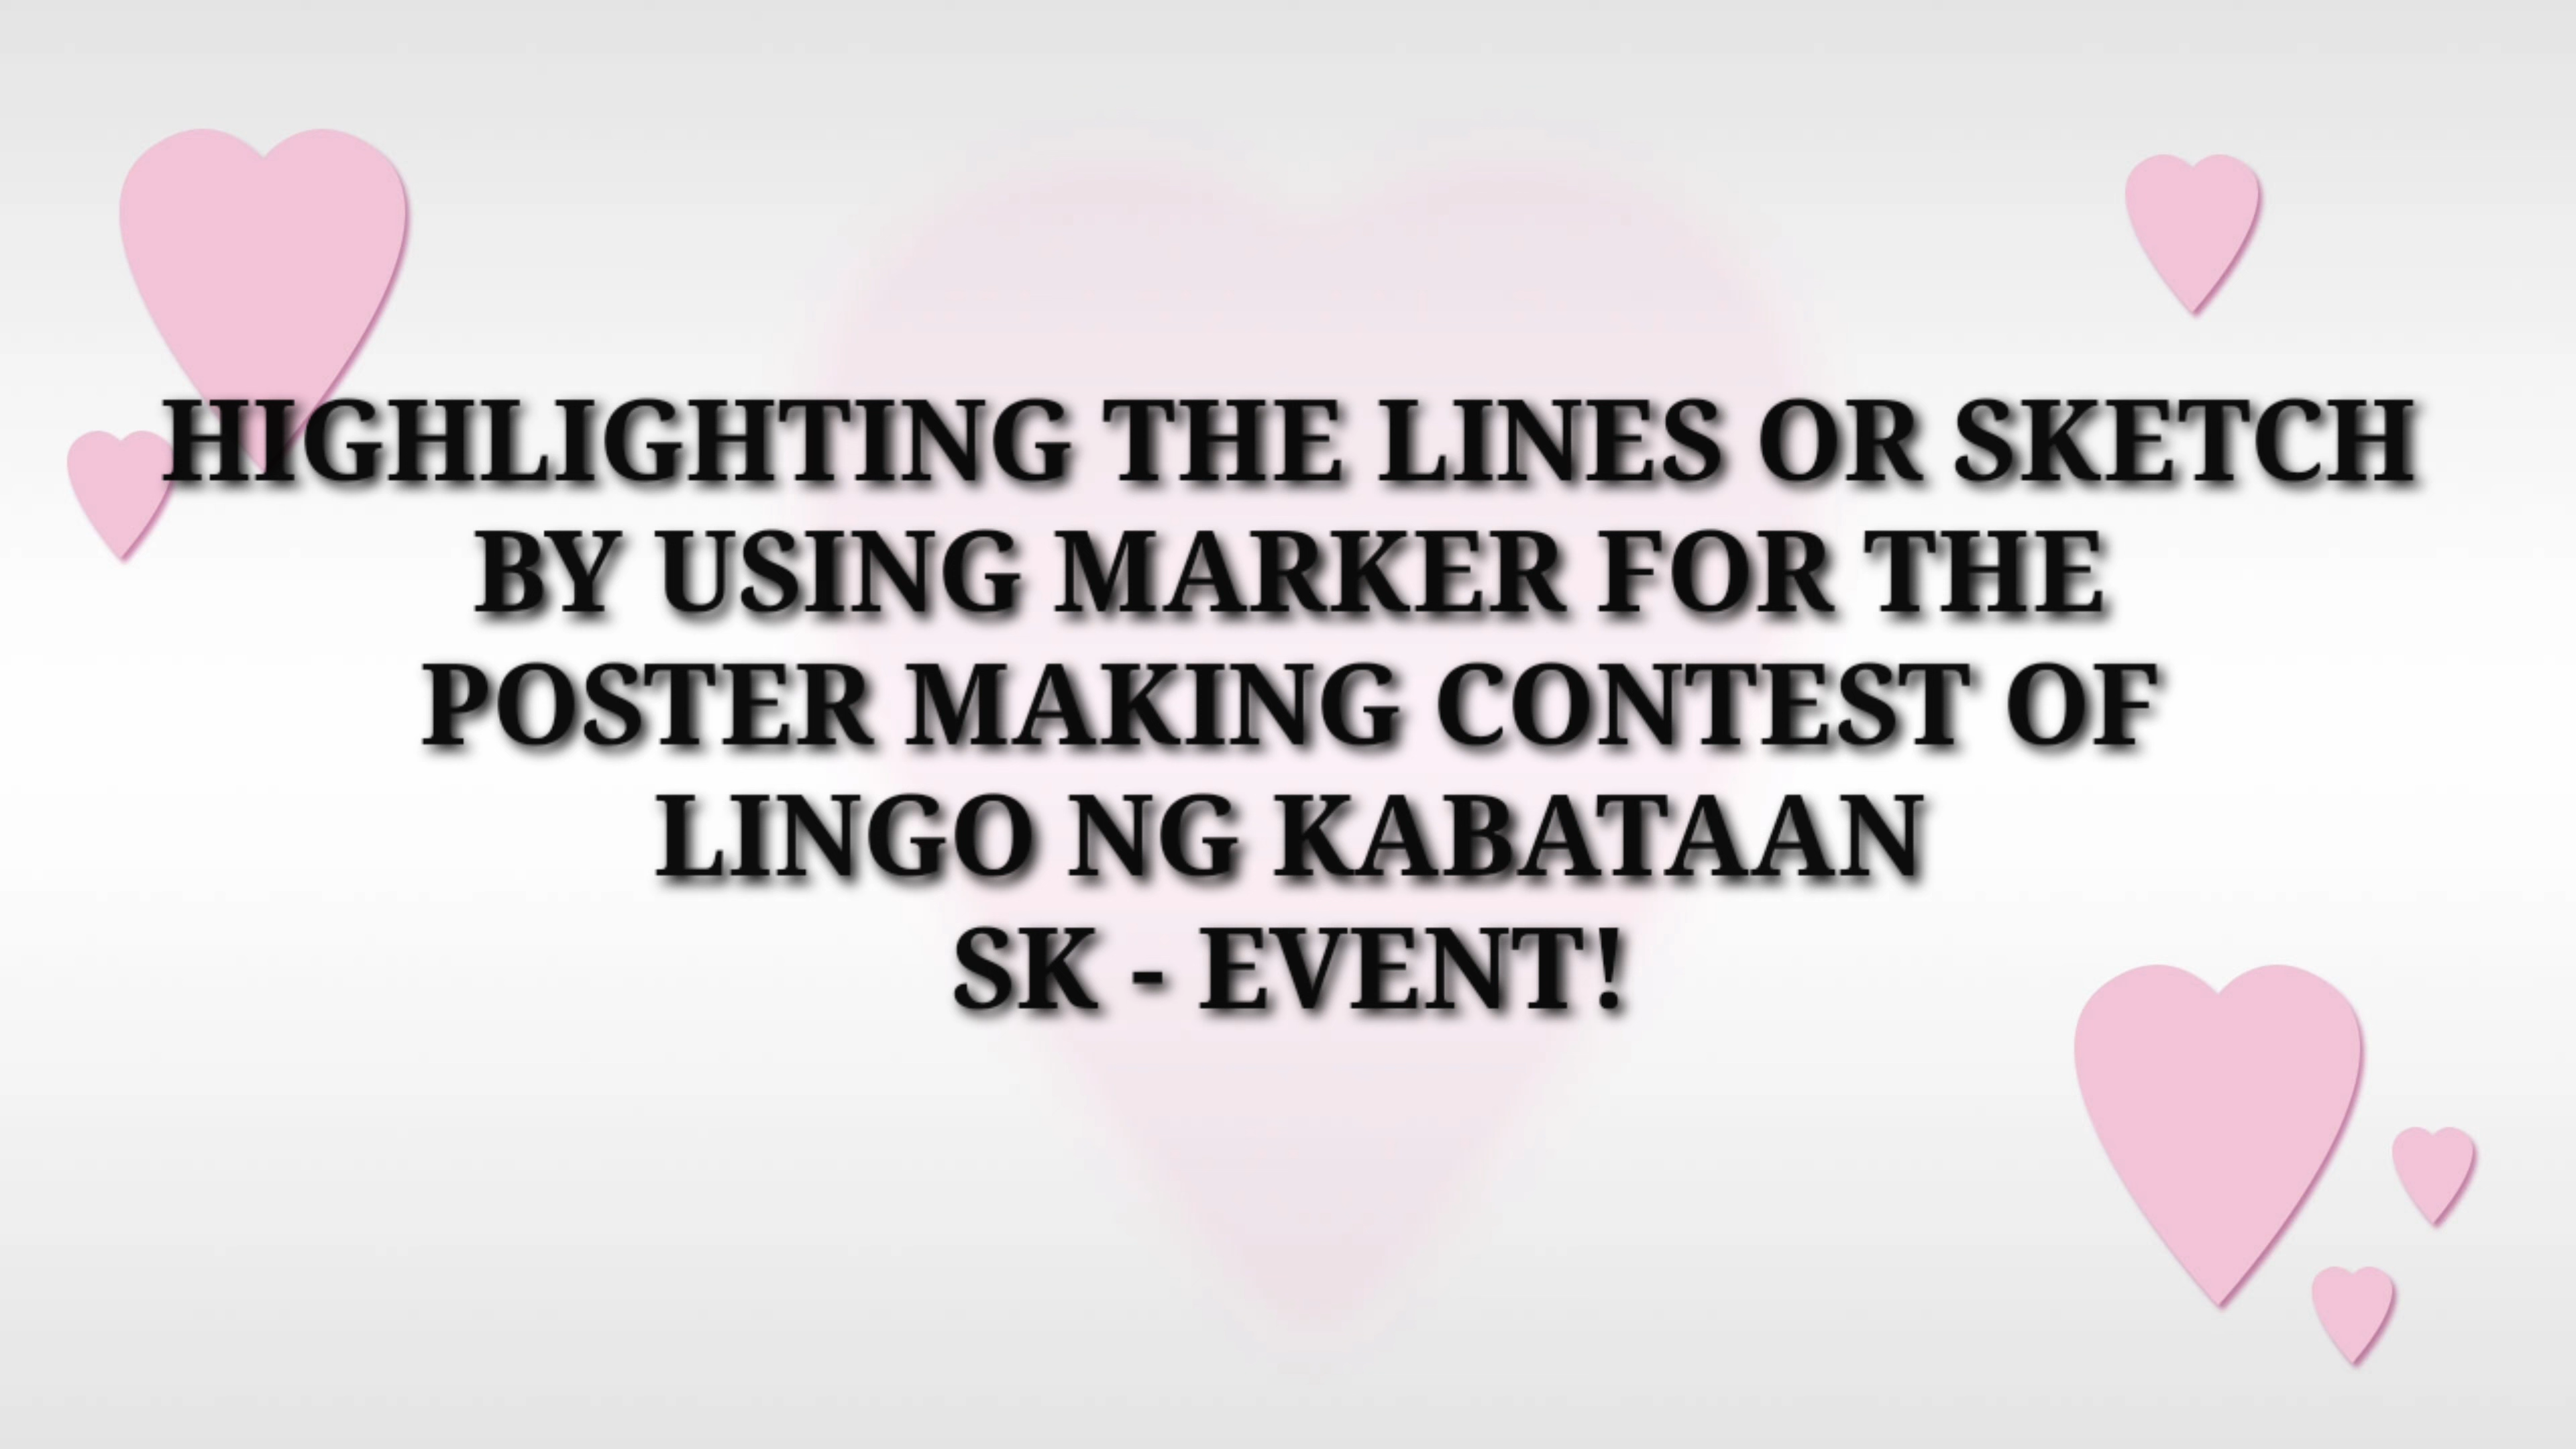 HIGHLIGHTING THE LINES OR SKETCH
BY USING MARKER FOR THE
POSTER MAKING CONTEST OF
LINGO NG KABATAAN
SK - EVENT!